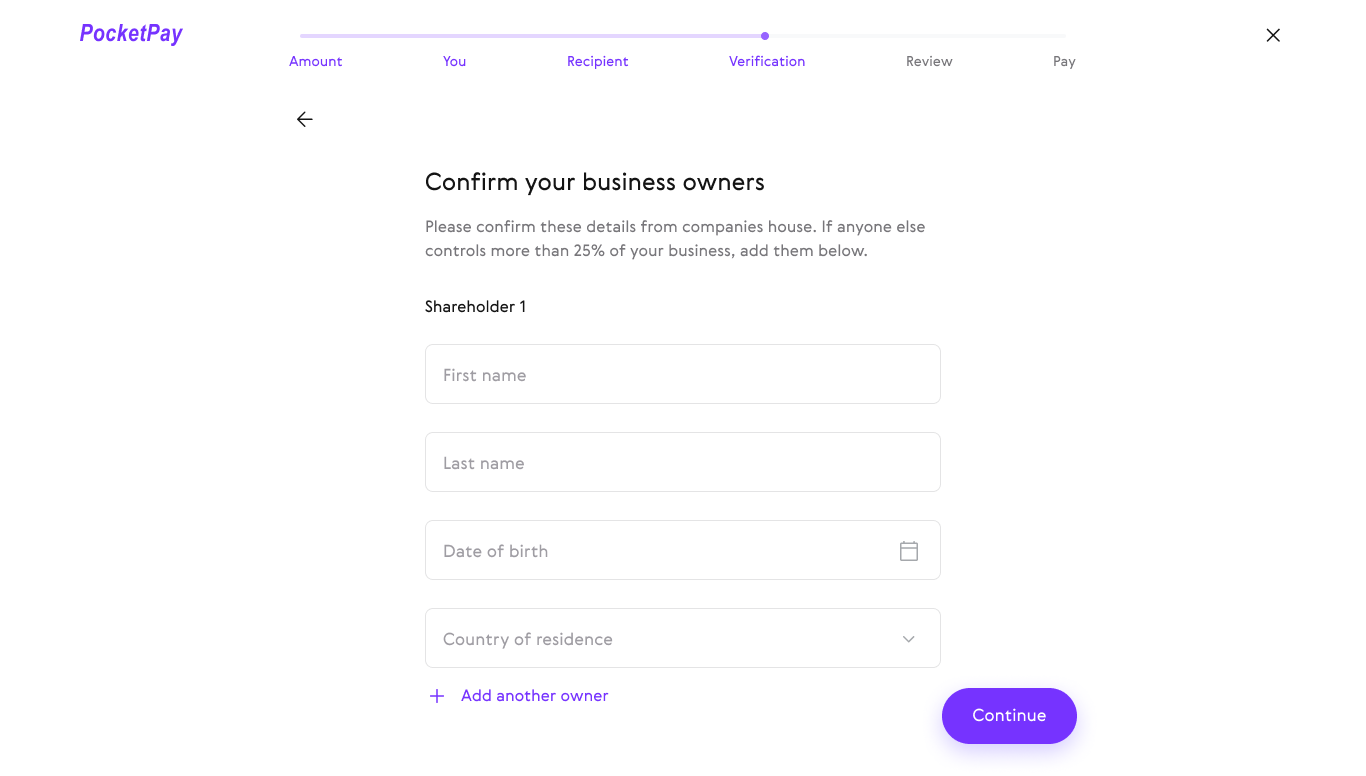 PocketPay
Amount
You
Recipient
Verification
Review
Pay
Confirm your business owners
Please confirm these details from companies house. If anyone else
controls more than 25% of your business, add them below.
Shareholder 1
First name
Last name
Date of birth
Country of residence
Add another owner
Continue